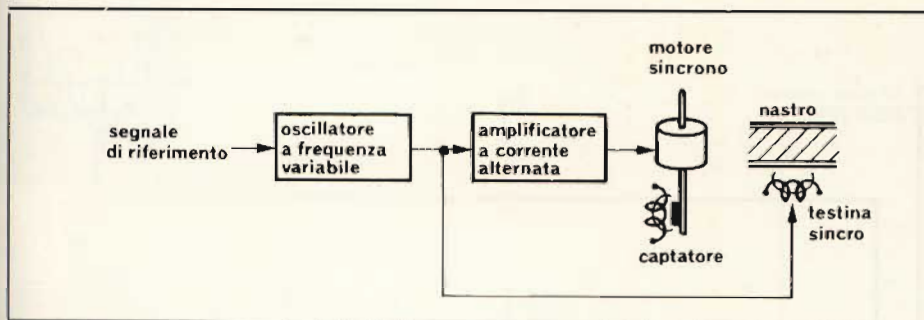 segnale
di riferimento
oscillatore
a frequenza
variabile
amplificatore
a corrente
alternata
motore
sincrono
captatore
nastro
testina
sincro